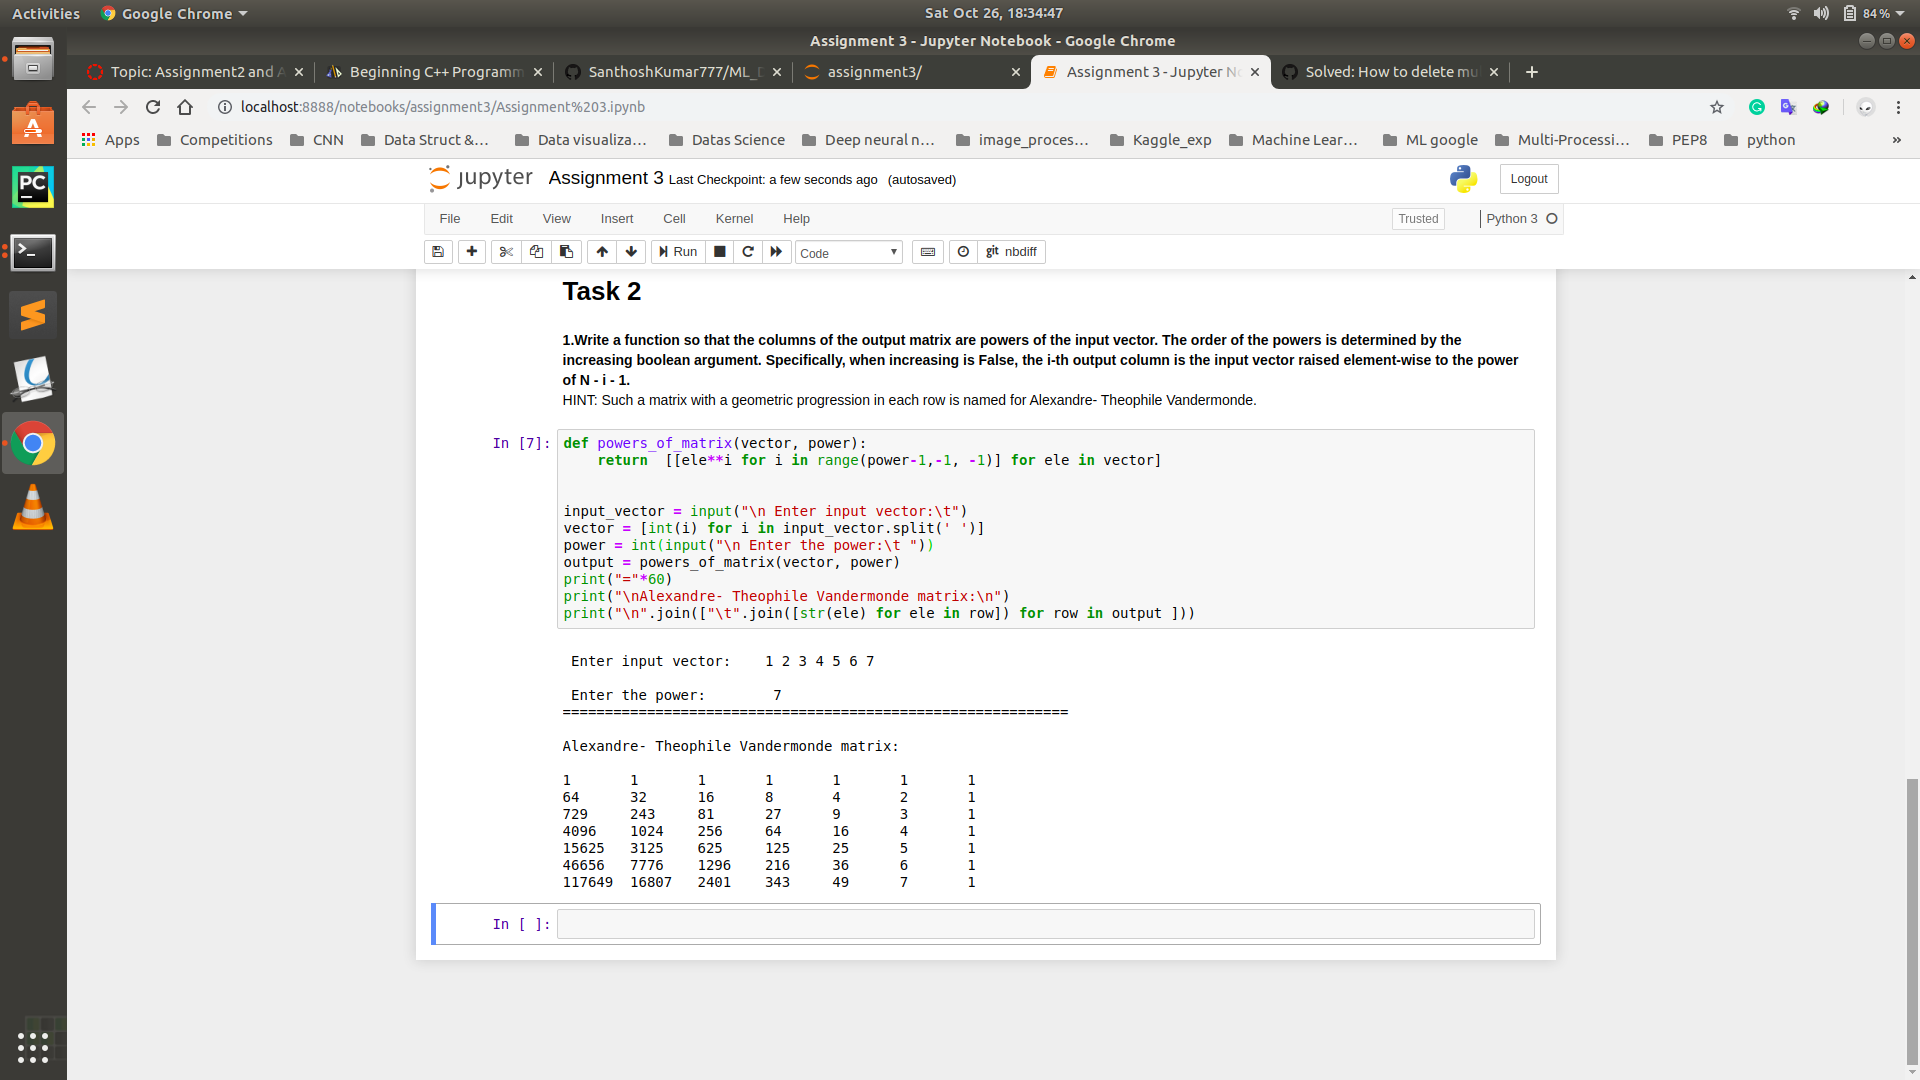 Activities Google Chrome Sat Oct 26, 18:34:47 84%
Assignment 3 - Jupyter Notebook - Google Chrome
Topic: Assignment2 and A Beginning C++ Programm SanthoshKumar777/ML_D assignment3/ Assignment 3 - Jupyter No Solved: How to delete mu
localhost:8888/notebooks/assignment3/Assignment%203.ipynb
Apps Competitions CNN Data Struct &... Data visualiza... Datas Science Deep neural n... image_proces... Kaggle_exp Machine Lear... ML google Multi-Processi... PEP8 python »
jupyter Assignment 3 Last Checkpoint: a few seconds ago (autosaved) Logout
File Edit View Insert Cell Kernel Help Trusted Python 3
Run Code git nbdiff
Task 2
1.Write a function so that the columns of the output matrix are powers of the input vector. The order of the powers is determined by the
increasing boolean argument. Specifically, when increasing is False, the i-th output column is the input vector raised element-wise to the power
of N - i - 1.
HINT: Such a matrix with a geometric progression in each row is named for Alexandre- Theophile Vandermonde.
In [7]: def powers_of_matrix(vector, power):
    return  [[ele**i for i in range(power-1,-1, -1)] for ele in vector]
input_vector = input("\n Enter input vector:\t")
vector = [int(i) for i in input_vector.split(' ')]
power = int(input("\n Enter the power:\t "))
output = powers_of_matrix(vector, power)
print("="*60)
print("\nAlexandre- Theophile Vandermonde matrix:\n")
print("\n".join(["\t".join([str(ele) for ele in row]) for row in output ]))
Enter input vector: 1 2 3 4 5 6 7
Enter the power: 7
============================================================
Alexandre- Theophile Vandermonde matrix:
1 1 1 1 1 1 1
64 32 16 8 4 2 1
729 243 81 27 9 3 1
4096 1024 256 64 16 4 1
15625 3125 625 125 25 5 1
46656 7776 1296 216 36 6 1
117649 16807 2401 343 49 7 1
In [ ]: